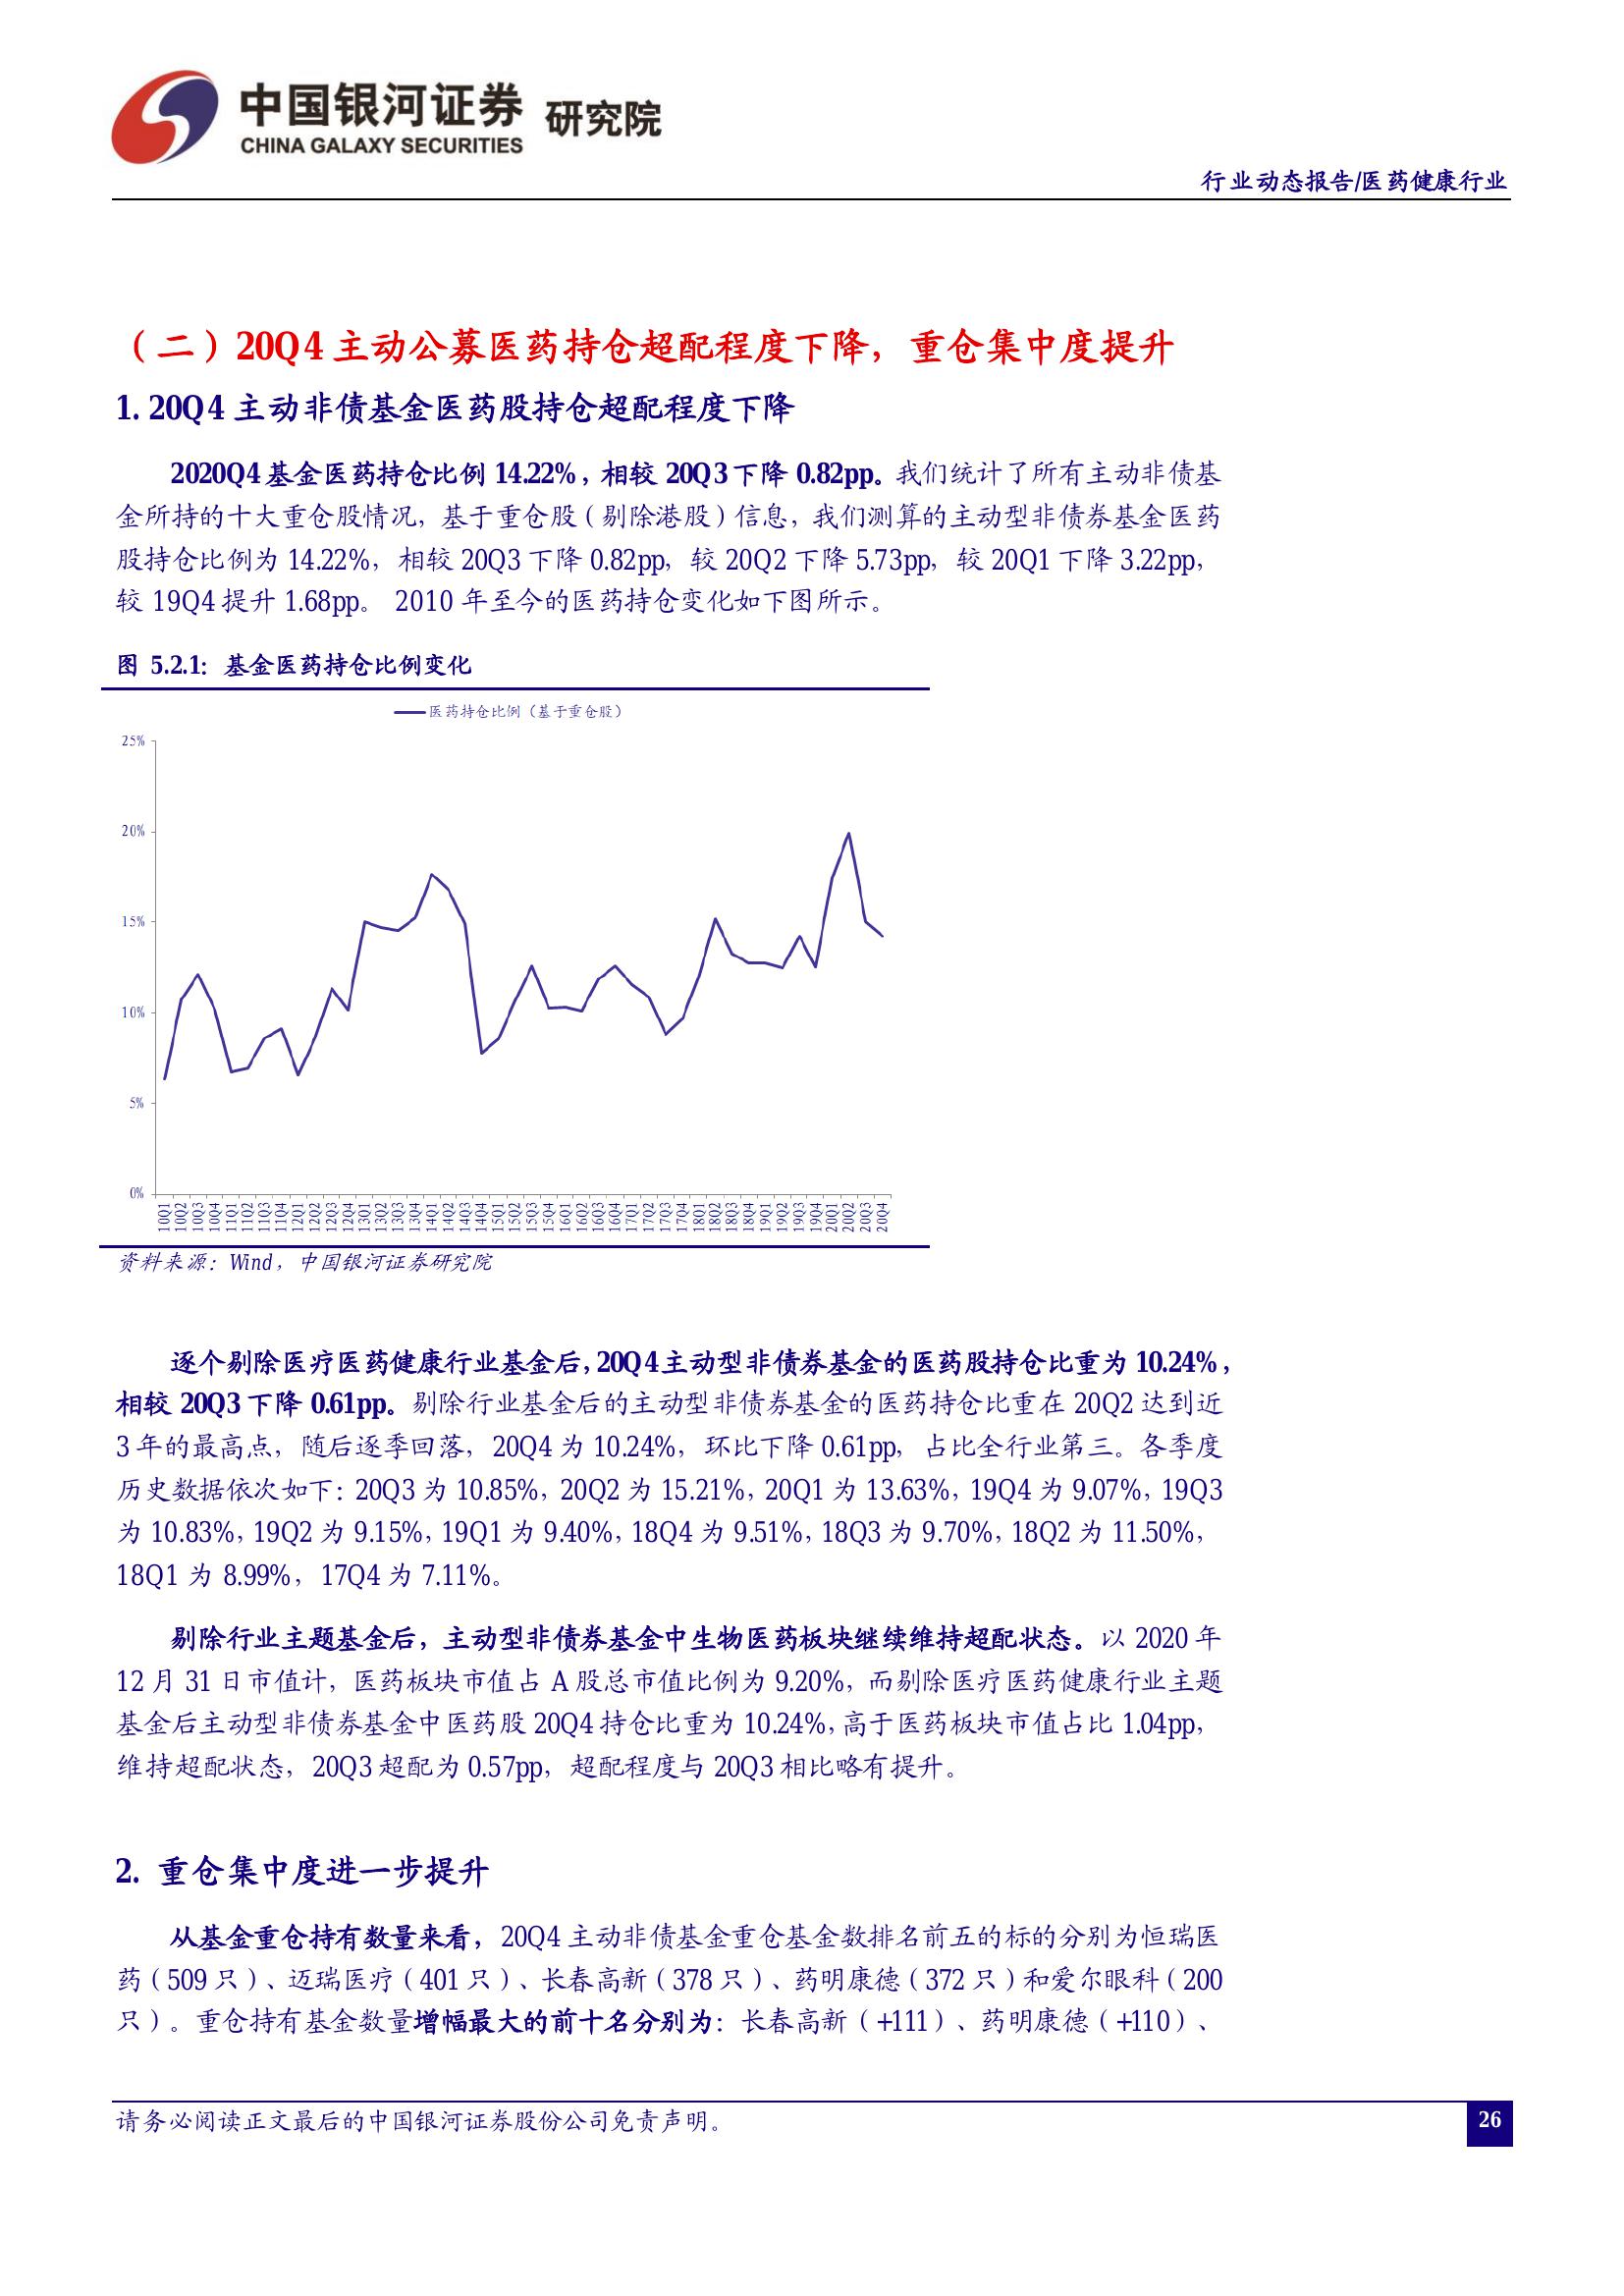 中国银河证券 研究院
CHINA GALAXY SECURITIES
行业动态报告/医药健康行业
（二）20Q4 主动公募医药持仓超配程度下降，重仓集中度提升
1. 20Q4 主动非债基金医药股持仓超配程度下降
2020Q4 基金医药持仓比例 14.22%，相较 20Q3 下降 0.82pp。我们统计了所有主动非债基
金所持的十大重仓股情况，基于重仓股（剔除港股）信息，我们测算的主动型非债券基金医药
股持仓比例为 14.22%，相较 20Q3 下降 0.82pp，较 20Q2 下降 5.73pp，较 20Q1 下降 3.22pp，
较 19Q4 提升 1.68pp。 2010 年至今的医药持仓变化如下图所示。
图 5.2.1：基金医药持仓比例变化
医药持仓比例（基于重仓股）
25%
20%
15%
10%
5%
0%
10Q1 10Q2 10Q3 10Q4 11Q1 11Q2 11Q3 11Q4 12Q1 12Q2 12Q3 12Q4 13Q1 13Q2 13Q3 13Q4 14Q1 14Q2 14Q3 14Q4 15Q1 15Q2 15Q3 15Q4 16Q1 16Q2 16Q3 16Q4 17Q1 17Q2 17Q3 17Q4 18Q1 18Q2 18Q3 18Q4 19Q1 19Q2 19Q3 19Q4 20Q1 20Q2 20Q3 20Q4
资料来源：Wind，中国银河证券研究院
逐个剔除医疗医药健康行业基金后，20Q4 主动型非债券基金的医药股持仓比重为 10.24%，
相较 20Q3 下降 0.61pp。剔除行业基金后的主动型非债券基金的医药持仓比重在 20Q2 达到近
3 年的最高点，随后逐季回落，20Q4 为 10.24%，环比下降 0.61pp，占比全行业第三。各季度
历史数据依次如下：20Q3 为 10.85%，20Q2 为 15.21%，20Q1 为 13.63%，19Q4 为 9.07%，19Q3
为 10.83%，19Q2 为 9.15%，19Q1 为 9.40%，18Q4 为 9.51%，18Q3 为 9.70%，18Q2 为 11.50%，
18Q1 为 8.99%，17Q4 为 7.11%。
剔除行业主题基金后，主动型非债券基金中生物医药板块继续维持超配状态。以 2020 年
12 月 31 日市值计，医药板块市值占 A 股总市值比例为 9.20%，而剔除医疗医药健康行业主题
基金后主动型非债券基金中医药股 20Q4 持仓比重为 10.24%，高于医药板块市值占比 1.04pp，
维持超配状态，20Q3 超配为 0.57pp，超配程度与 20Q3 相比略有提升。
2. 重仓集中度进一步提升
从基金重仓持有数量来看，20Q4 主动非债基金重仓基金数排名前五的标的分别为恒瑞医
药（509 只）、迈瑞医疗（401 只）、长春高新（378 只）、药明康德（372 只）和爱尔眼科（200
只）。重仓持有基金数量增幅最大的前十名分别为：长春高新（+111）、药明康德（+110）、
请务必阅读正文最后的中国银河证券股份公司免责声明。
26